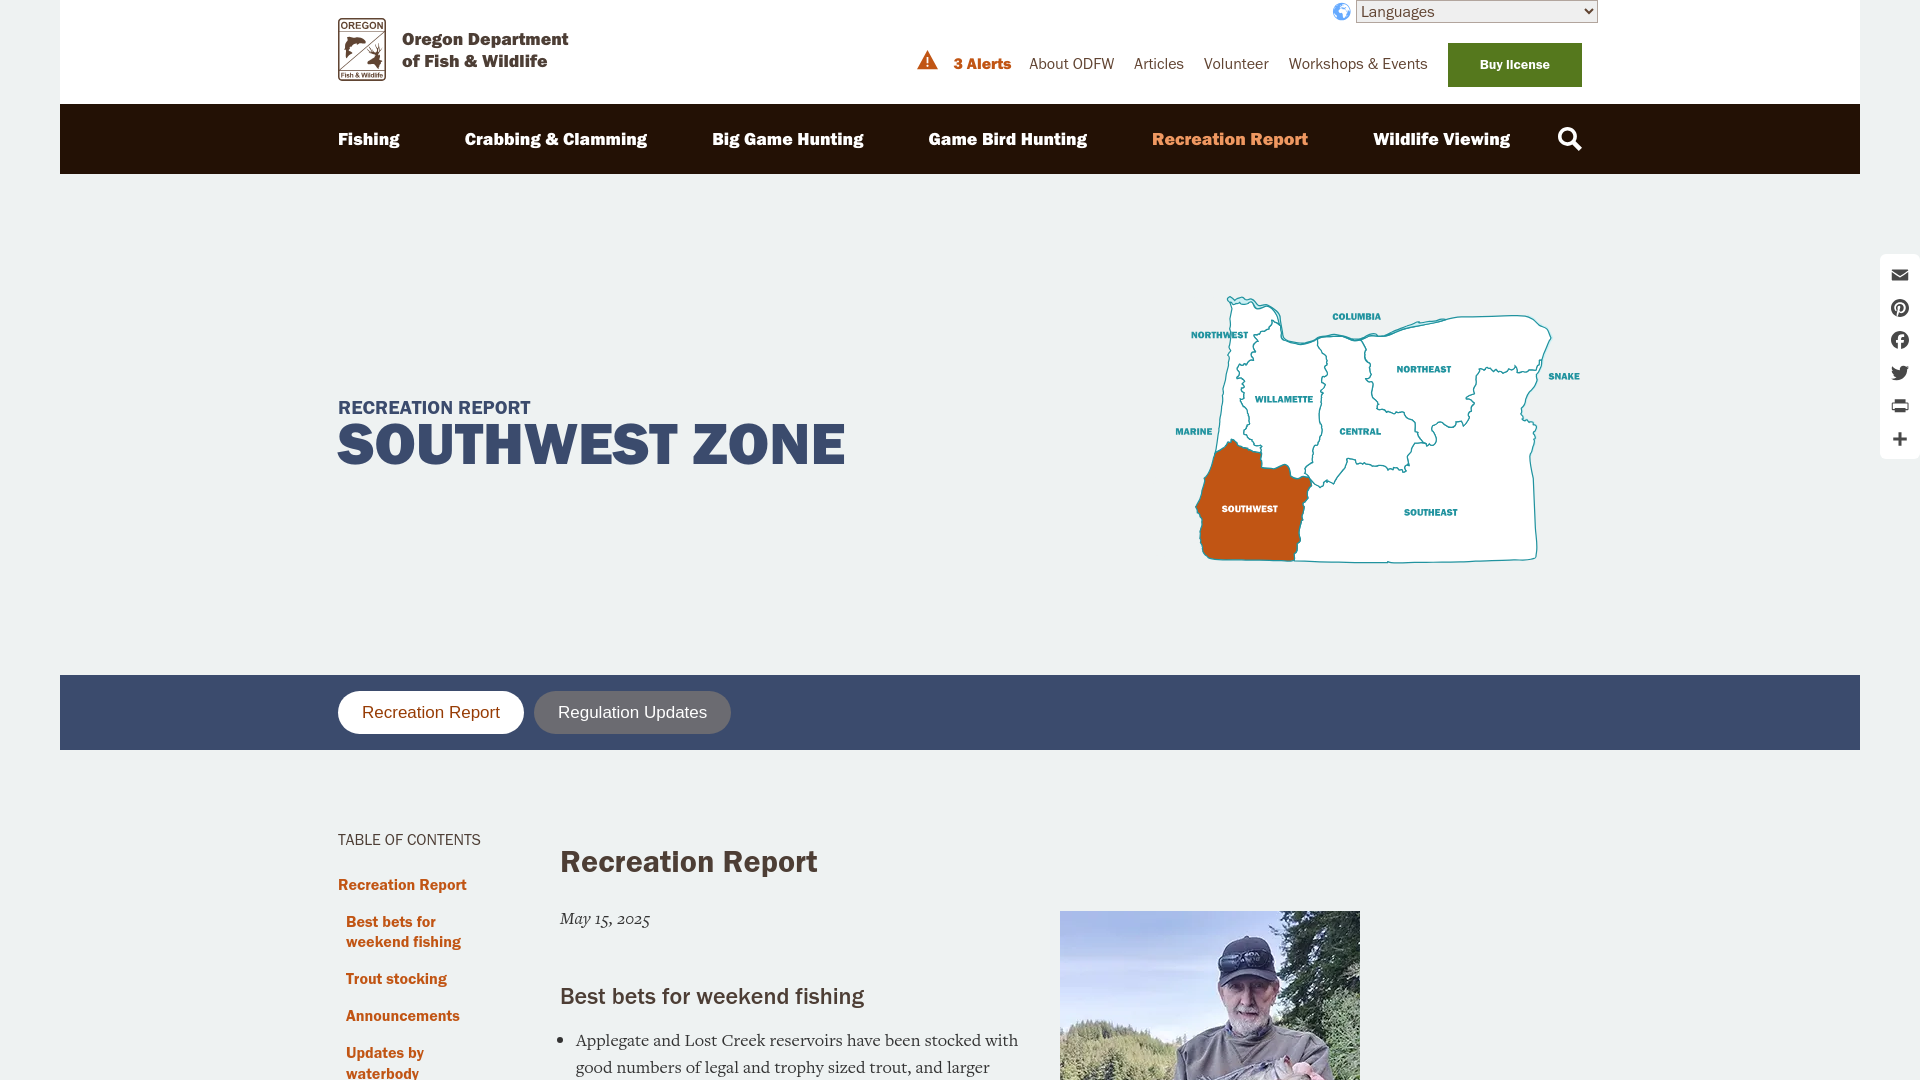 Languages
OREGON
Fish & Wildlife
Oregon Department
of Fish & Wildlife
3 Alerts
About ODFW
Articles
Volunteer
Workshops & Events
Buy license
Fishing
Crabbing & Clamming
Big Game Hunting
Game Bird Hunting
Recreation Report
Wildlife Viewing
RECREATION REPORT
SOUTHWEST ZONE
COLUMBIA
NORTHWEST
NORTHEAST
SNAKE
WILLAMETTE
MARINE
CENTRAL
SOUTHWEST
SOUTHEAST
Recreation Report
Regulation Updates
TABLE OF CONTENTS
Recreation Report
Best bets for
weekend fishing
Trout stocking
Announcements
Updates by
waterbody
Recreation Report
May 15, 2025
Best bets for weekend fishing
• Applegate and Lost Creek reservoirs have been stocked with
good numbers of legal and trophy sized trout, and larger